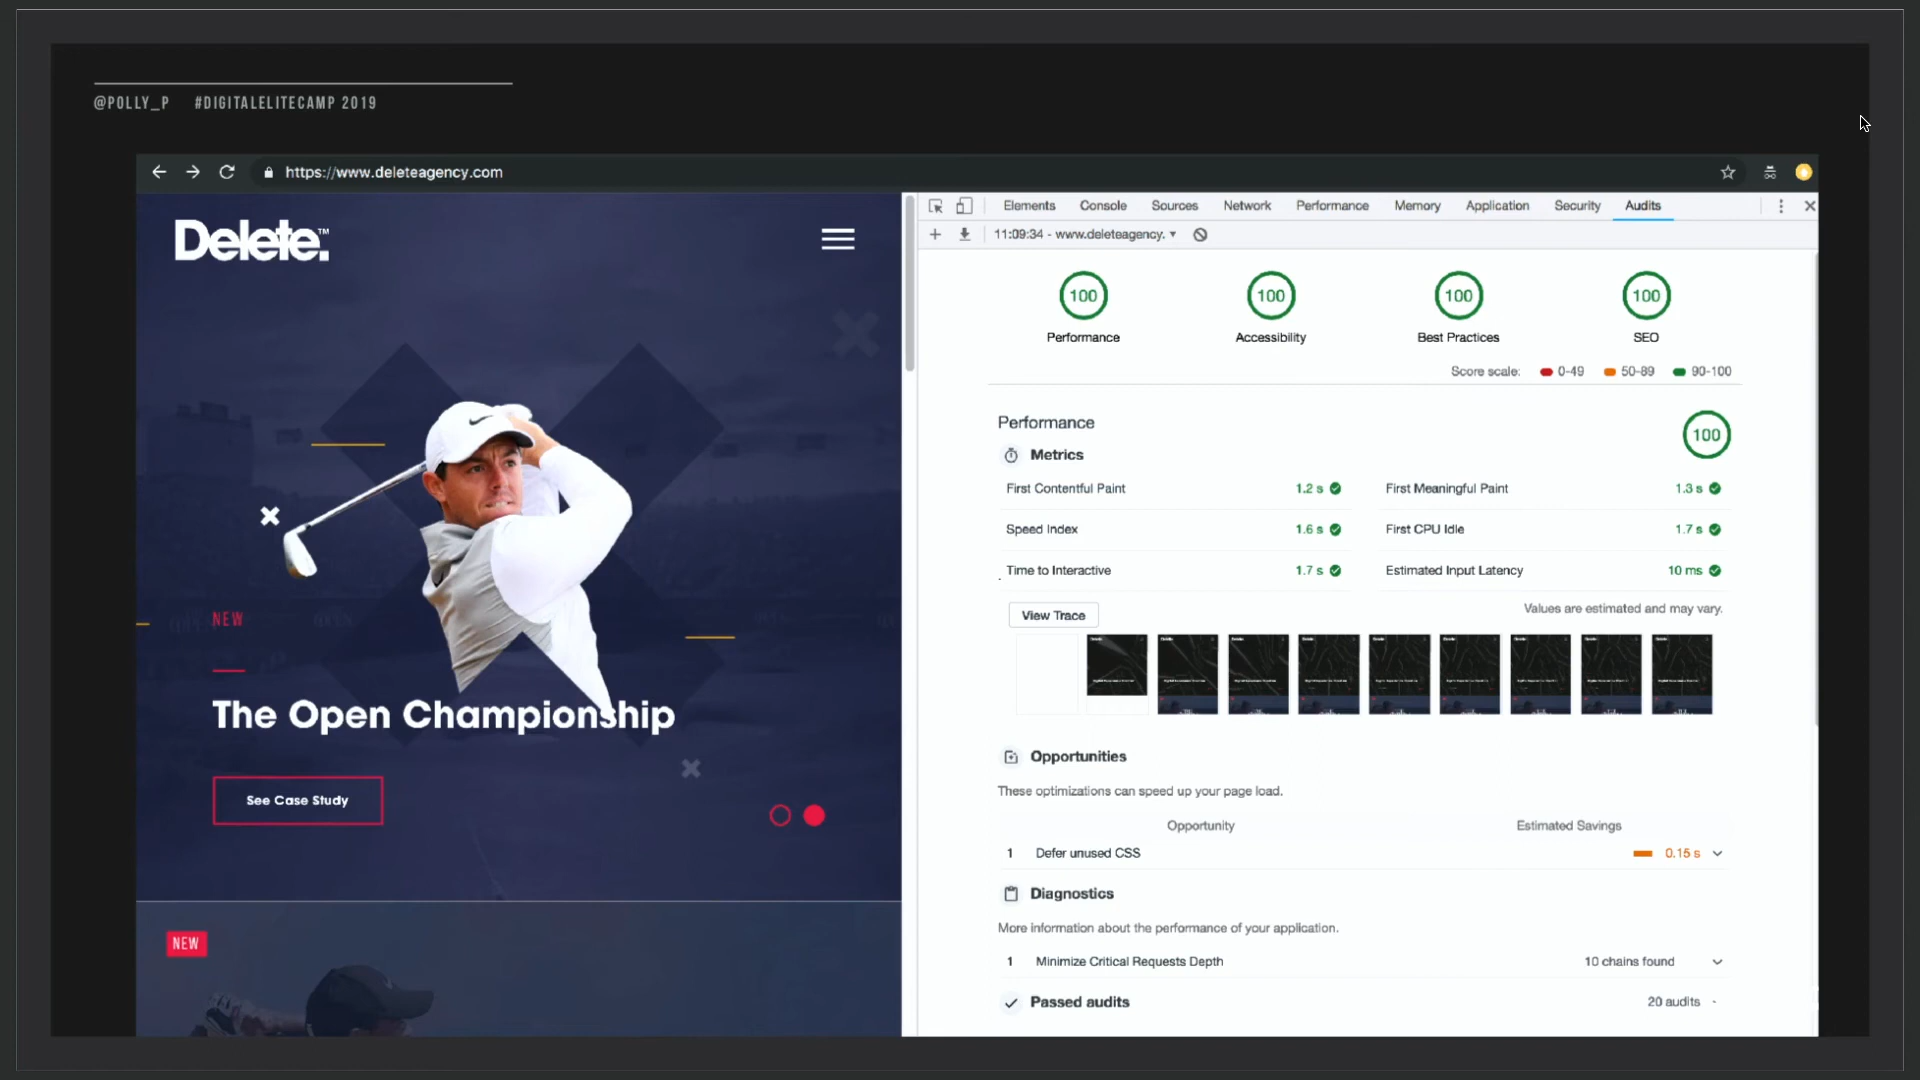 @POLLY_P #DIGITALELITECAMP 2019
https://www.deleteagency.com
Delete.™
NEW
The Open Championship
See Case Study
NEW
Elements Console Sources Network Performance Memory Application Security Audits
11:09:34 - www.deleteagency.
100 100 100 100
Performance Accessibility Best Practices SEO
Score scale: 0-49 50-89 90-100
Performance
100
Metrics
First Contentful Paint 1.2 s First Meaningful Paint 1.3 s
Speed Index 1.6 s First CPU Idle 1.7 s
Time to Interactive 1.7 s Estimated Input Latency 10 ms
View Trace Values are estimated and may vary.
Opportunities
These optimizations can speed up your page load.
Opportunity Estimated Savings
1 Defer unused CSS 0.15 s
Diagnostics
More information about the performance of your application.
1 Minimize Critical Requests Depth 10 chains found
Passed audits 20 audits